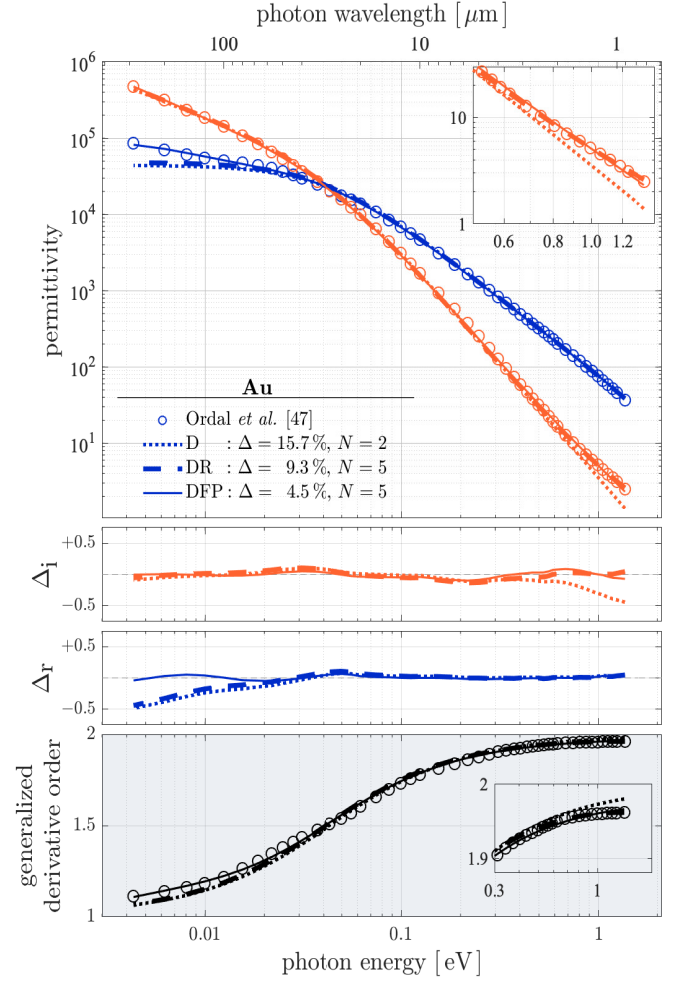 photon wavelength [ μm ]
100 10 1
10⁶
10⁵
10⁴
10³
10²
10¹
permittivity
10
1
0.6 0.8 1.0 1.2
Au
Ordal et al. [47]
D : Δ = 15.7 %, N = 2
DR : Δ = 9.3 %, N = 5
DFP : Δ = 4.5 %, N = 5
+0.5
−0.5
Δi
+0.5
−0.5
Δr
2
1.5
1
generalized
derivative order
2
1.9
0.3 1
0.01 0.1 1
photon energy [ eV ]